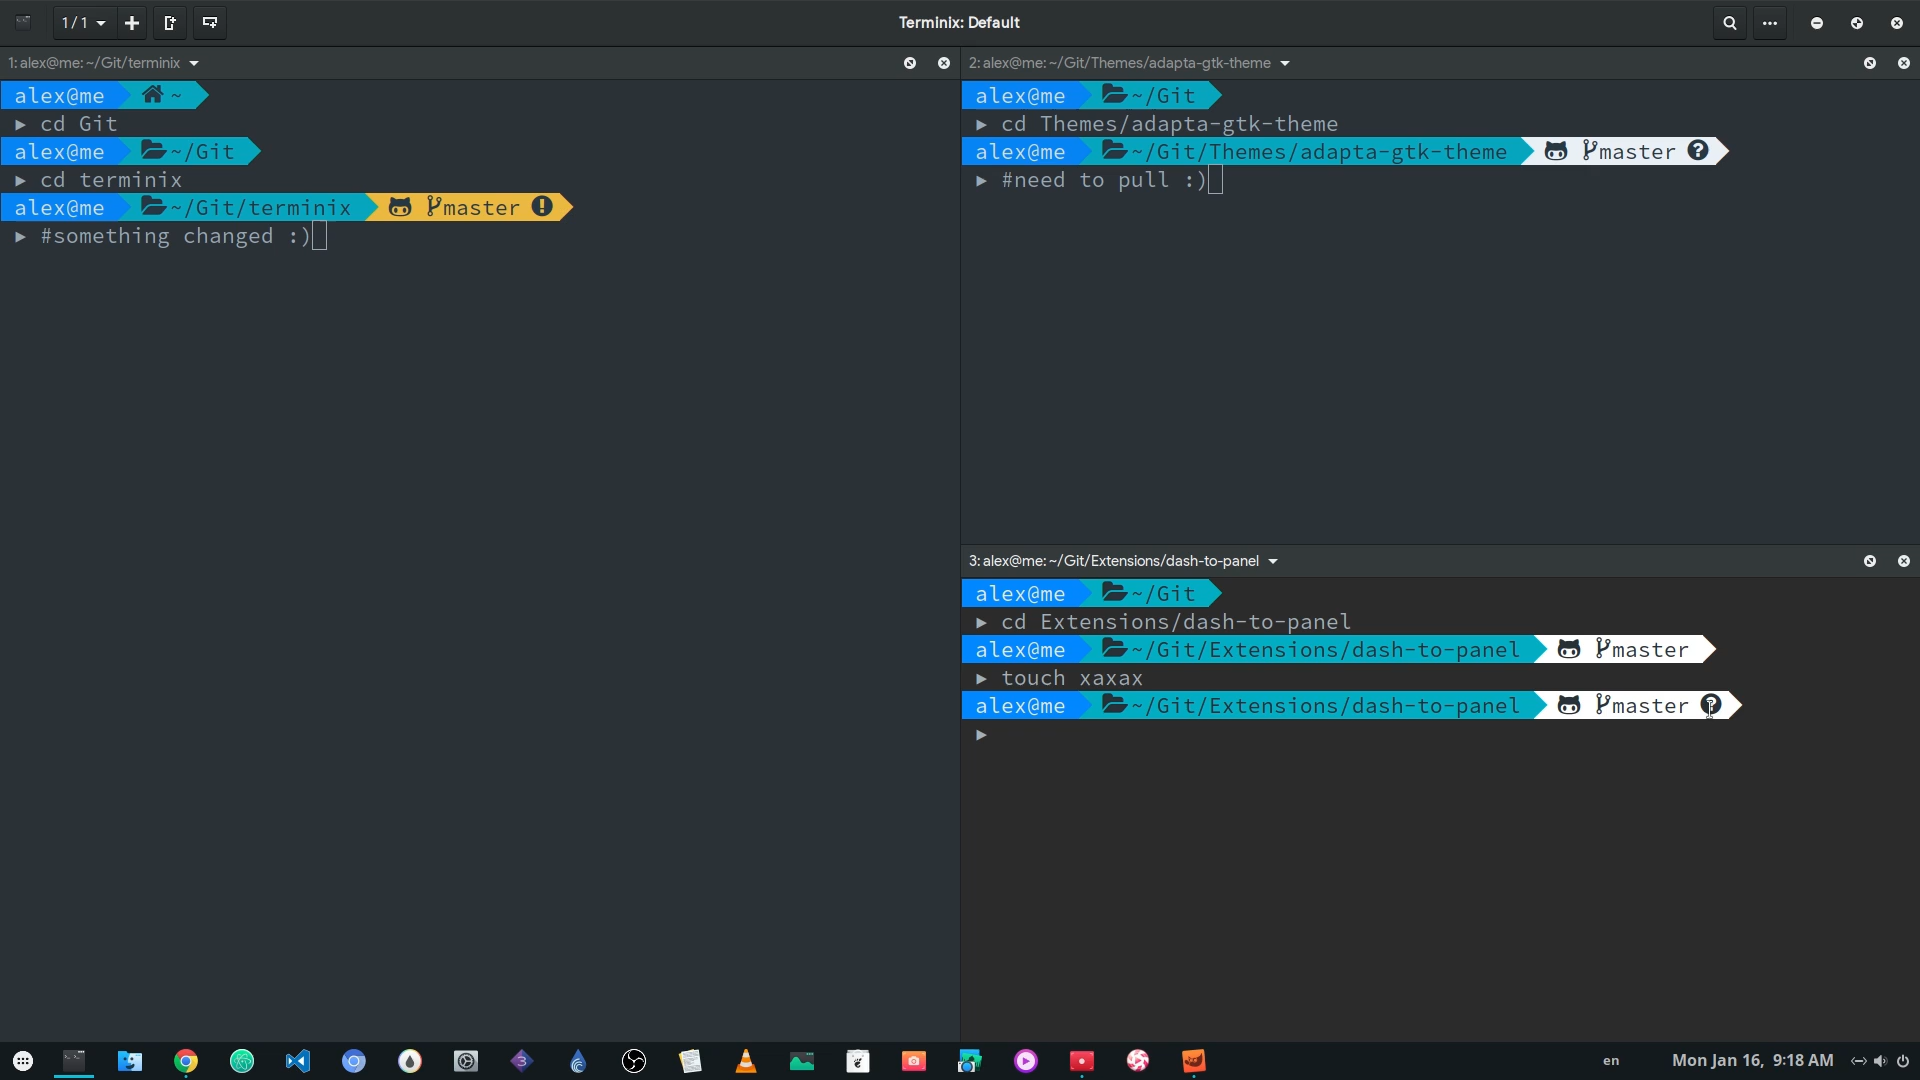 1/1
Terminix: Default
1: alex@me: ~/Git/terminix
alex@me ~
cd Git
alex@me ~/Git
cd terminix
alex@me ~/Git/terminix master !
#something changed :)
2: alex@me: ~/Git/Themes/adapta-gtk-theme
alex@me ~/Git
cd Themes/adapta-gtk-theme
alex@me ~/Git/Themes/adapta-gtk-theme master ?
#need to pull :)
3: alex@me: ~/Git/Extensions/dash-to-panel
alex@me ~/Git
cd Extensions/dash-to-panel
alex@me ~/Git/Extensions/dash-to-panel master
touch xaxax
alex@me ~/Git/Extensions/dash-to-panel master ?
en Mon Jan 16, 9:18 AM